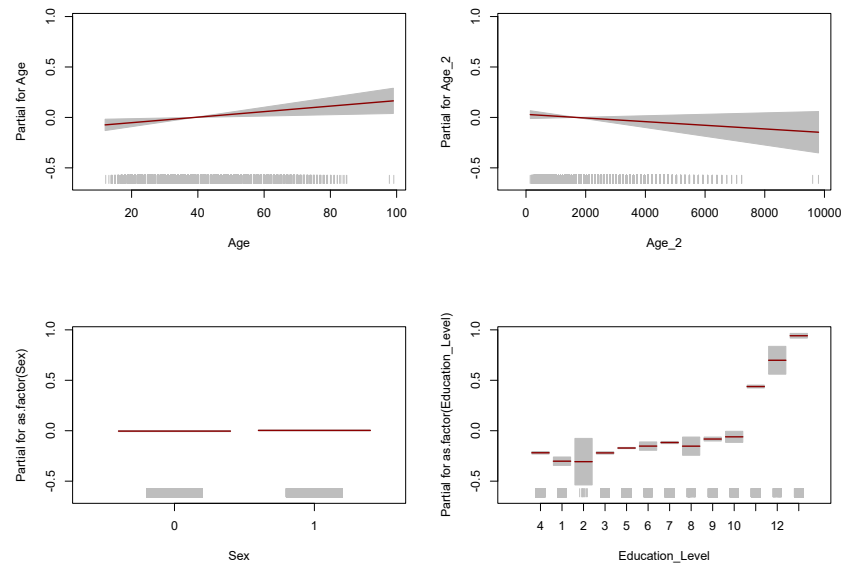 Partial for Age
1.0
0.5
0.0
-0.5
20 40 60 80 100
Age
Partial for Age_2
1.0
0.5
0.0
-0.5
0 2000 4000 6000 8000 10000
Age_2
Partial for as.factor(Sex)
1.0
0.5
0.0
-0.5
0 1
Sex
Partial for as.factor(Education_Level)
1.0
0.5
0.0
-0.5
4 1 2 3 5 6 7 8 9 10 12
Education_Level